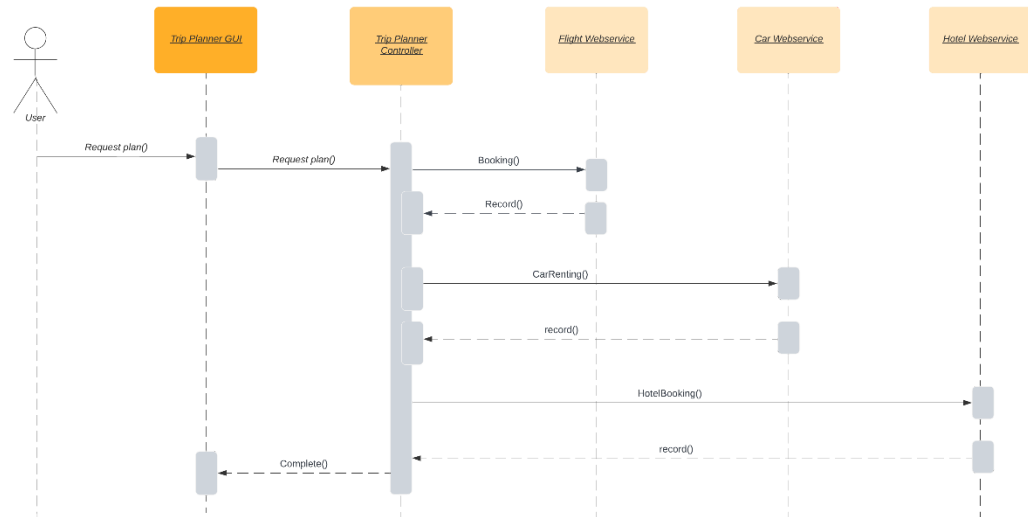 Trip Planner GUI
Trip Planner
Controller
Flight Webservice
Car Webservice
Hotel Webservice
User
Request plan()
Request plan()
Booking()
Record()
CarRenting()
record()
HotelBooking()
record()
Complete()